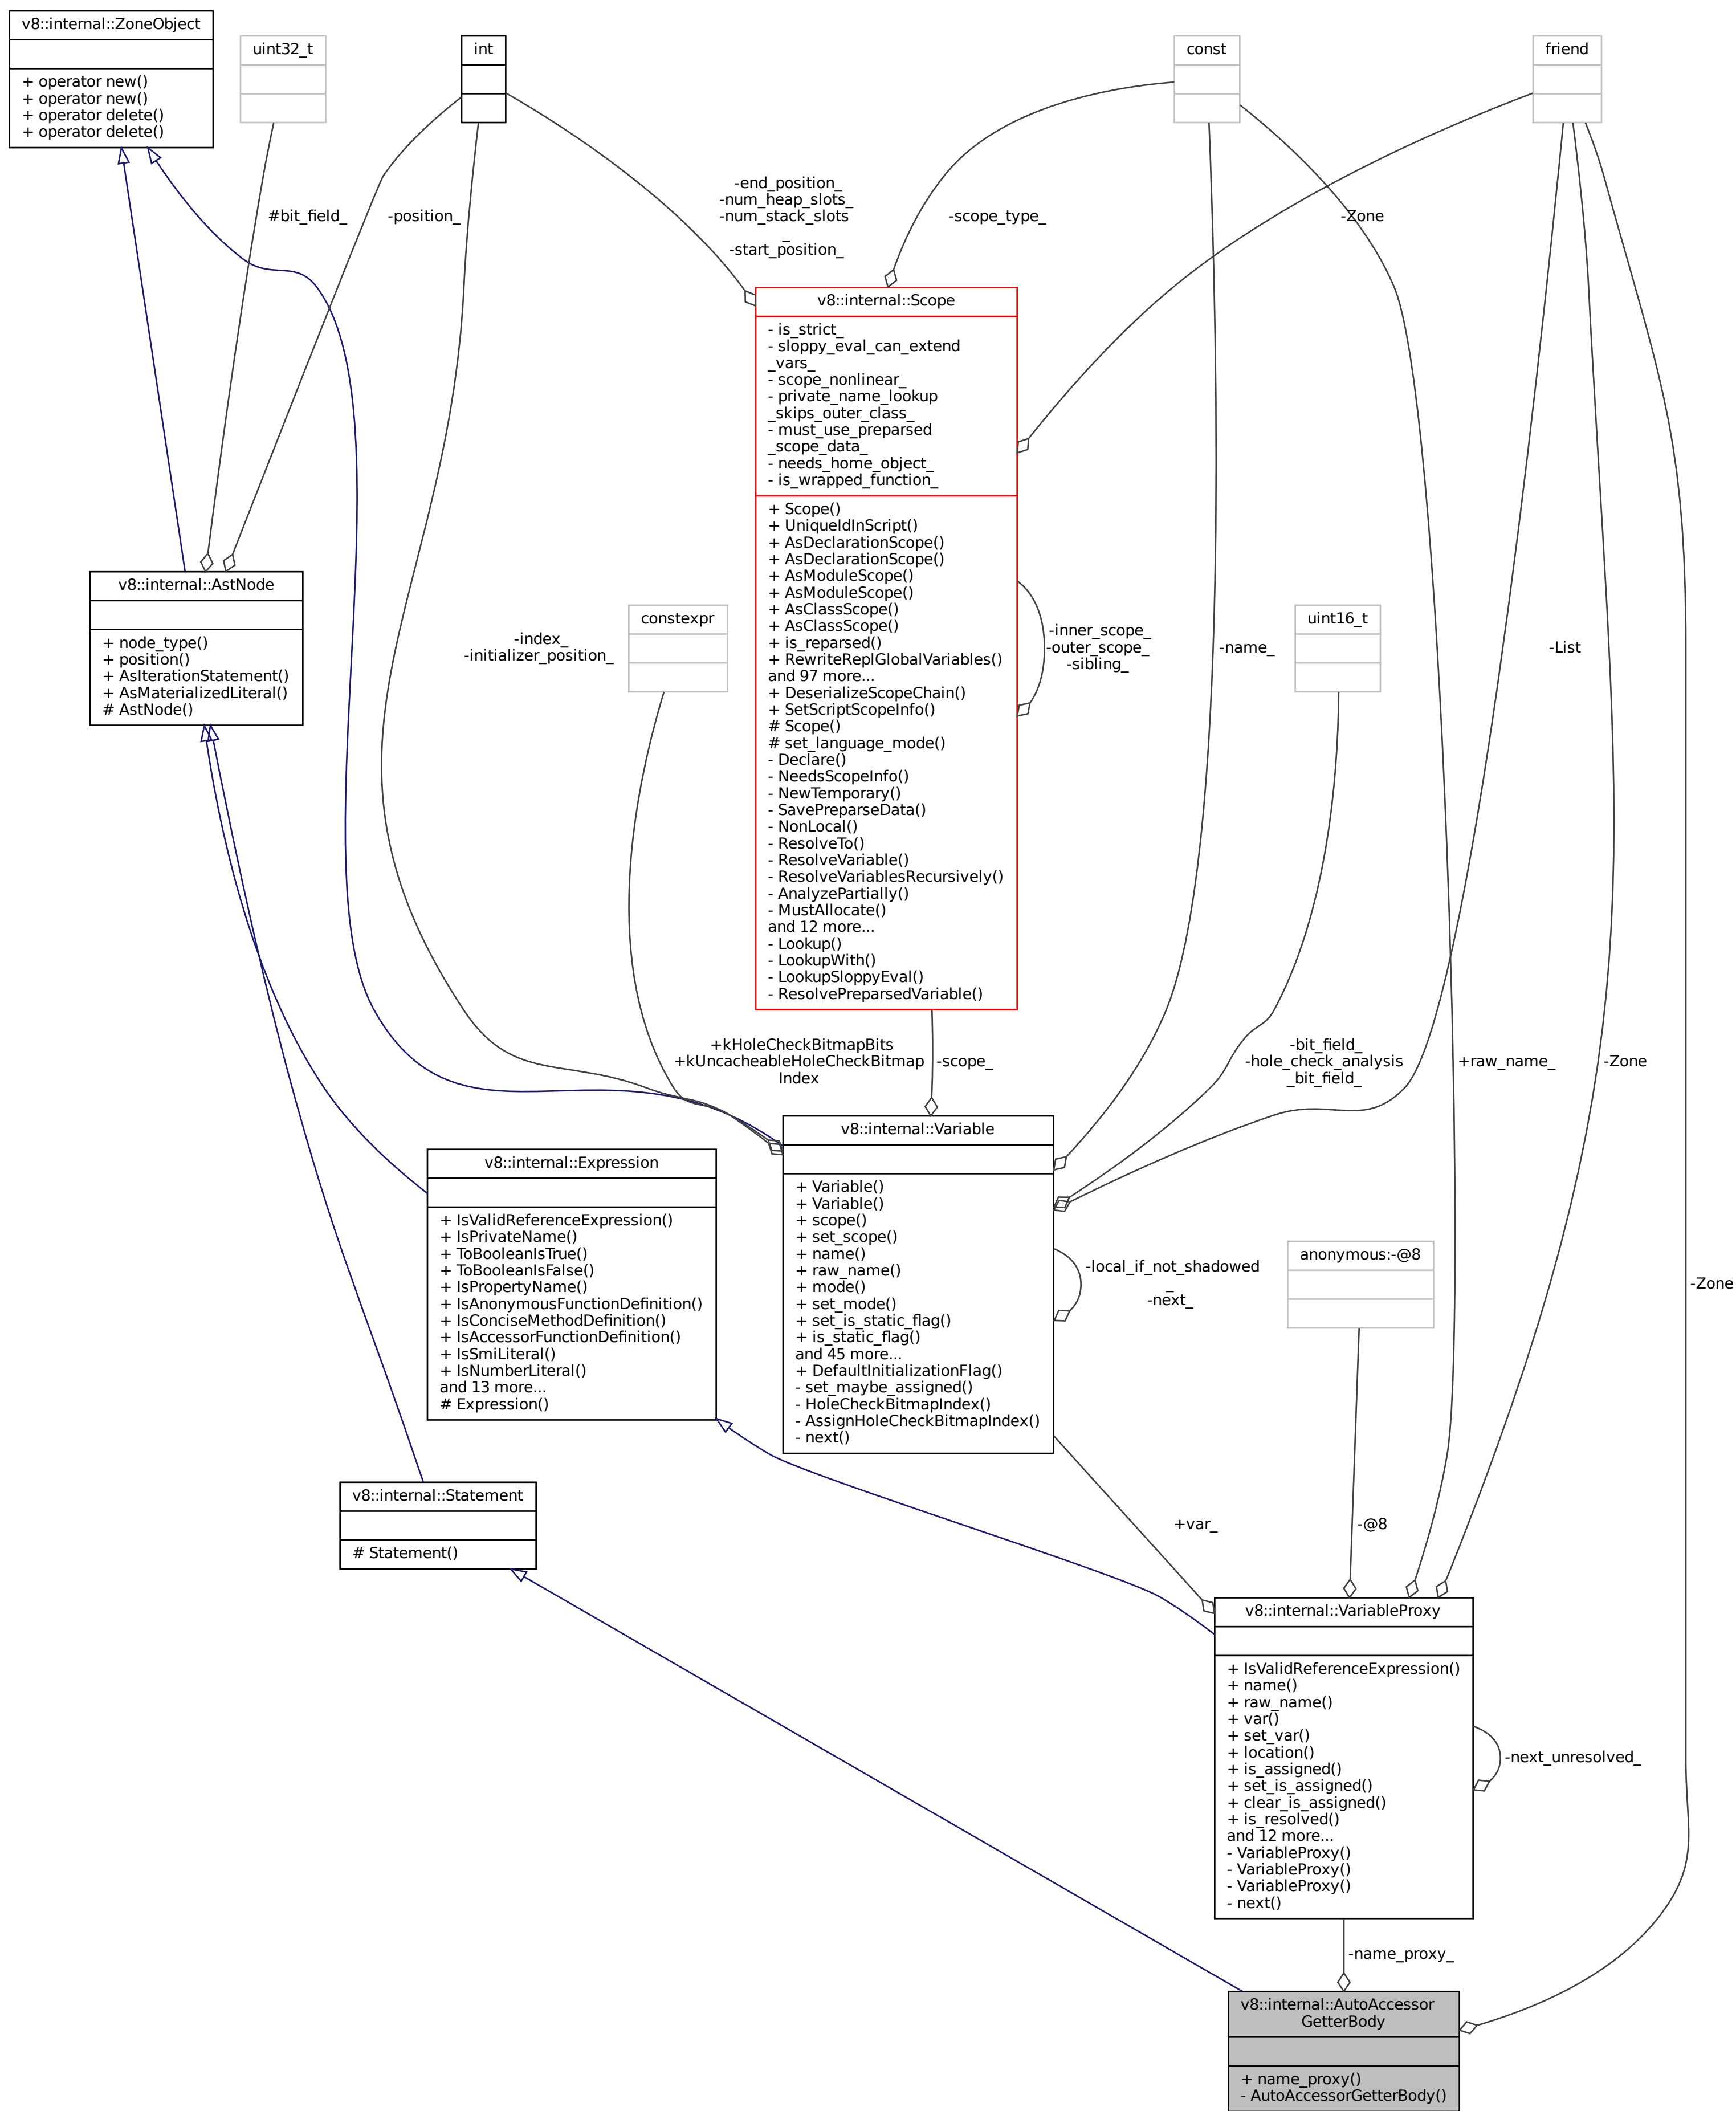 v8::internal::ZoneObject
+ operator new()
+ operator new()
+ operator delete()
+ operator delete()
uint32_t
int
const
friend
#bit_field_
-position_
-end_position_
-num_heap_slots_
-num_stack_slots
_
-start_position_
-scope_type_
-Zone
v8::internal::Scope
- is_strict_
- sloppy_eval_can_extend
_vars_
- scope_nonlinear_
- private_name_lookup
_skips_outer_class_
- must_use_preparsed
_scope_data_
- needs_home_object_
- is_wrapped_function_
+ Scope()
+ UniqueIdInScript()
+ AsDeclarationScope()
+ AsDeclarationScope()
+ AsModuleScope()
+ AsModuleScope()
+ AsClassScope()
+ AsClassScope()
+ is_reparsed()
+ RewriteReplGlobalVariables()
and 97 more...
+ DeserializeScopeChain()
+ SetScriptScopeInfo()
# Scope()
# set_language_mode()
- Declare()
- NeedsScopeInfo()
- NewTemporary()
- SavePreparseData()
- NonLocal()
- ResolveTo()
- ResolveVariable()
- ResolveVariablesRecursively()
- AnalyzePartially()
- MustAllocate()
and 12 more...
- Lookup()
- LookupWith()
- LookupSloppyEval()
- ResolvePreparsedVariable()
v8::internal::AstNode
+ node_type()
+ position()
+ AsIterationStatement()
+ AsMaterializedLiteral()
# AstNode()
-index_
-initializer_position_
constexpr
-inner_scope_
-outer_scope_
-sibling_
-name_
uint16_t
-List
+kHoleCheckBitmapBits
+kUncacheableHoleCheckBitmap
Index
-scope_
-bit_field_
-hole_check_analysis
_bit_field_
+raw_name_
-Zone
v8::internal::Variable
+ Variable()
+ Variable()
+ scope()
+ set_scope()
+ name()
+ raw_name()
+ mode()
+ set_mode()
+ set_is_static_flag()
+ is_static_flag()
and 45 more...
+ DefaultInitializationFlag()
- set_maybe_assigned()
- HoleCheckBitmapIndex()
- AssignHoleCheckBitmapIndex()
- next()
v8::internal::Expression
+ IsValidReferenceExpression()
+ IsPrivateName()
+ ToBooleanIsTrue()
+ ToBooleanIsFalse()
+ IsPropertyName()
+ IsAnonymousFunctionDefinition()
+ IsConciseMethodDefinition()
+ IsAccessorFunctionDefinition()
+ IsSmiLiteral()
+ IsNumberLiteral()
and 13 more...
# Expression()
-local_if_not_shadowed
_
-next_
anonymous:-@8
-Zone
v8::internal::Statement
# Statement()
+var_
-@8
v8::internal::VariableProxy
+ IsValidReferenceExpression()
+ name()
+ raw_name()
+ var()
+ set_var()
+ location()
+ is_assigned()
+ set_is_assigned()
+ clear_is_assigned()
+ is_resolved()
and 12 more...
- VariableProxy()
- VariableProxy()
- VariableProxy()
- next()
-next_unresolved_
-name_proxy_
v8::internal::AutoAccessor
GetterBody
+ name_proxy()
- AutoAccessorGetterBody()